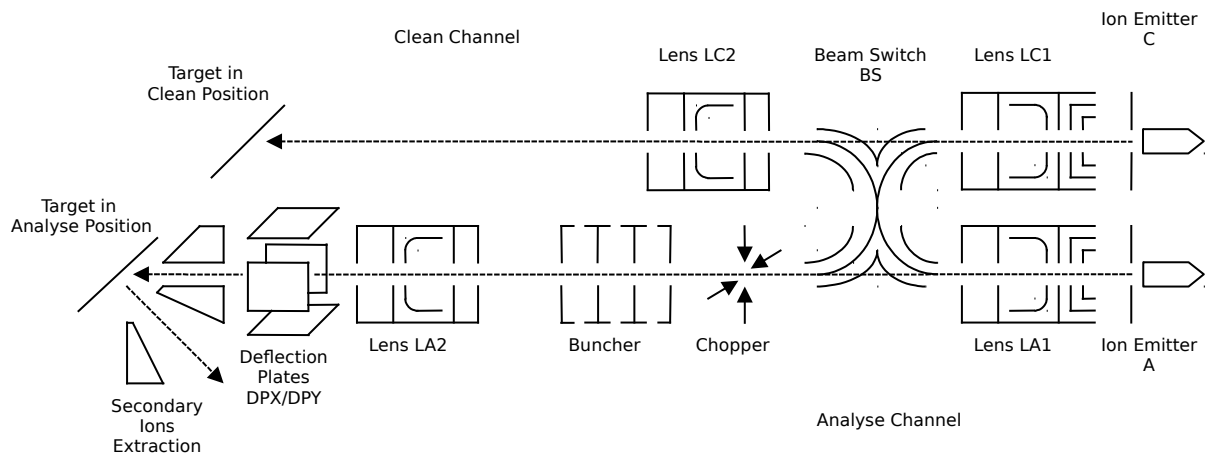 Ion Emitter
C
Clean Channel
Lens LC2
Beam Switch
BS
Lens LC1
Target in
Clean Position
Target in
Analyse Position
Lens LA2
Buncher
Chopper
Lens LA1
Ion Emitter
A
Deflection
Plates
DPX/DPY
Secondary
Ions
Extraction
Analyse Channel